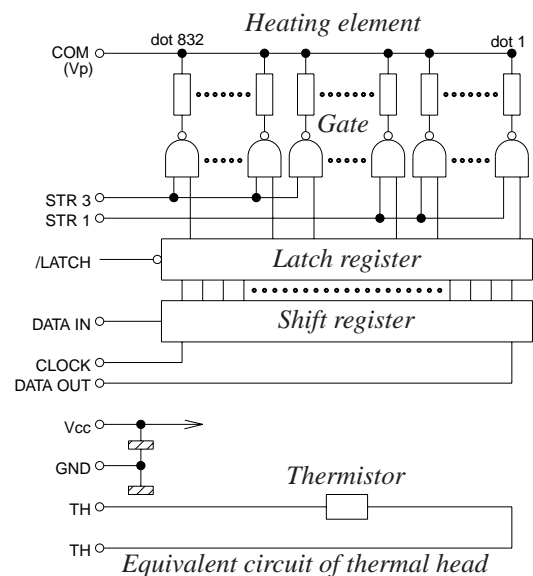 Heating element
dot 832
dot 1
COM
(Vp)
Gate
STR 3
STR 1
/LATCH
Latch register
DATA IN
Shift register
CLOCK
DATA OUT
Vcc
GND
Thermistor
TH
TH
Equivalent circuit of thermal head